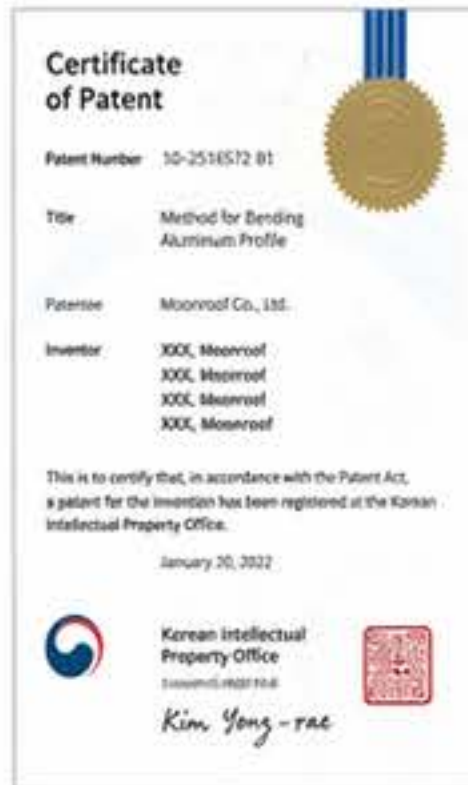 Certificate
of Patent
Patent Number 10-2516572 B1
Title Method for Bending
Aluminum Profile
Patentee Moonroof Co., Ltd.
Inventor XXX, Moonroof
XXX, Moonroof
XXX, Moonroof
XXX, Moonroof
This is to certify that, in accordance with the Patent Act,
a patent for the invention has been registered at the Korean
Intellectual Property Office.
January 20, 2022
Korean Intellectual
Property Office
Kim Yong-rae